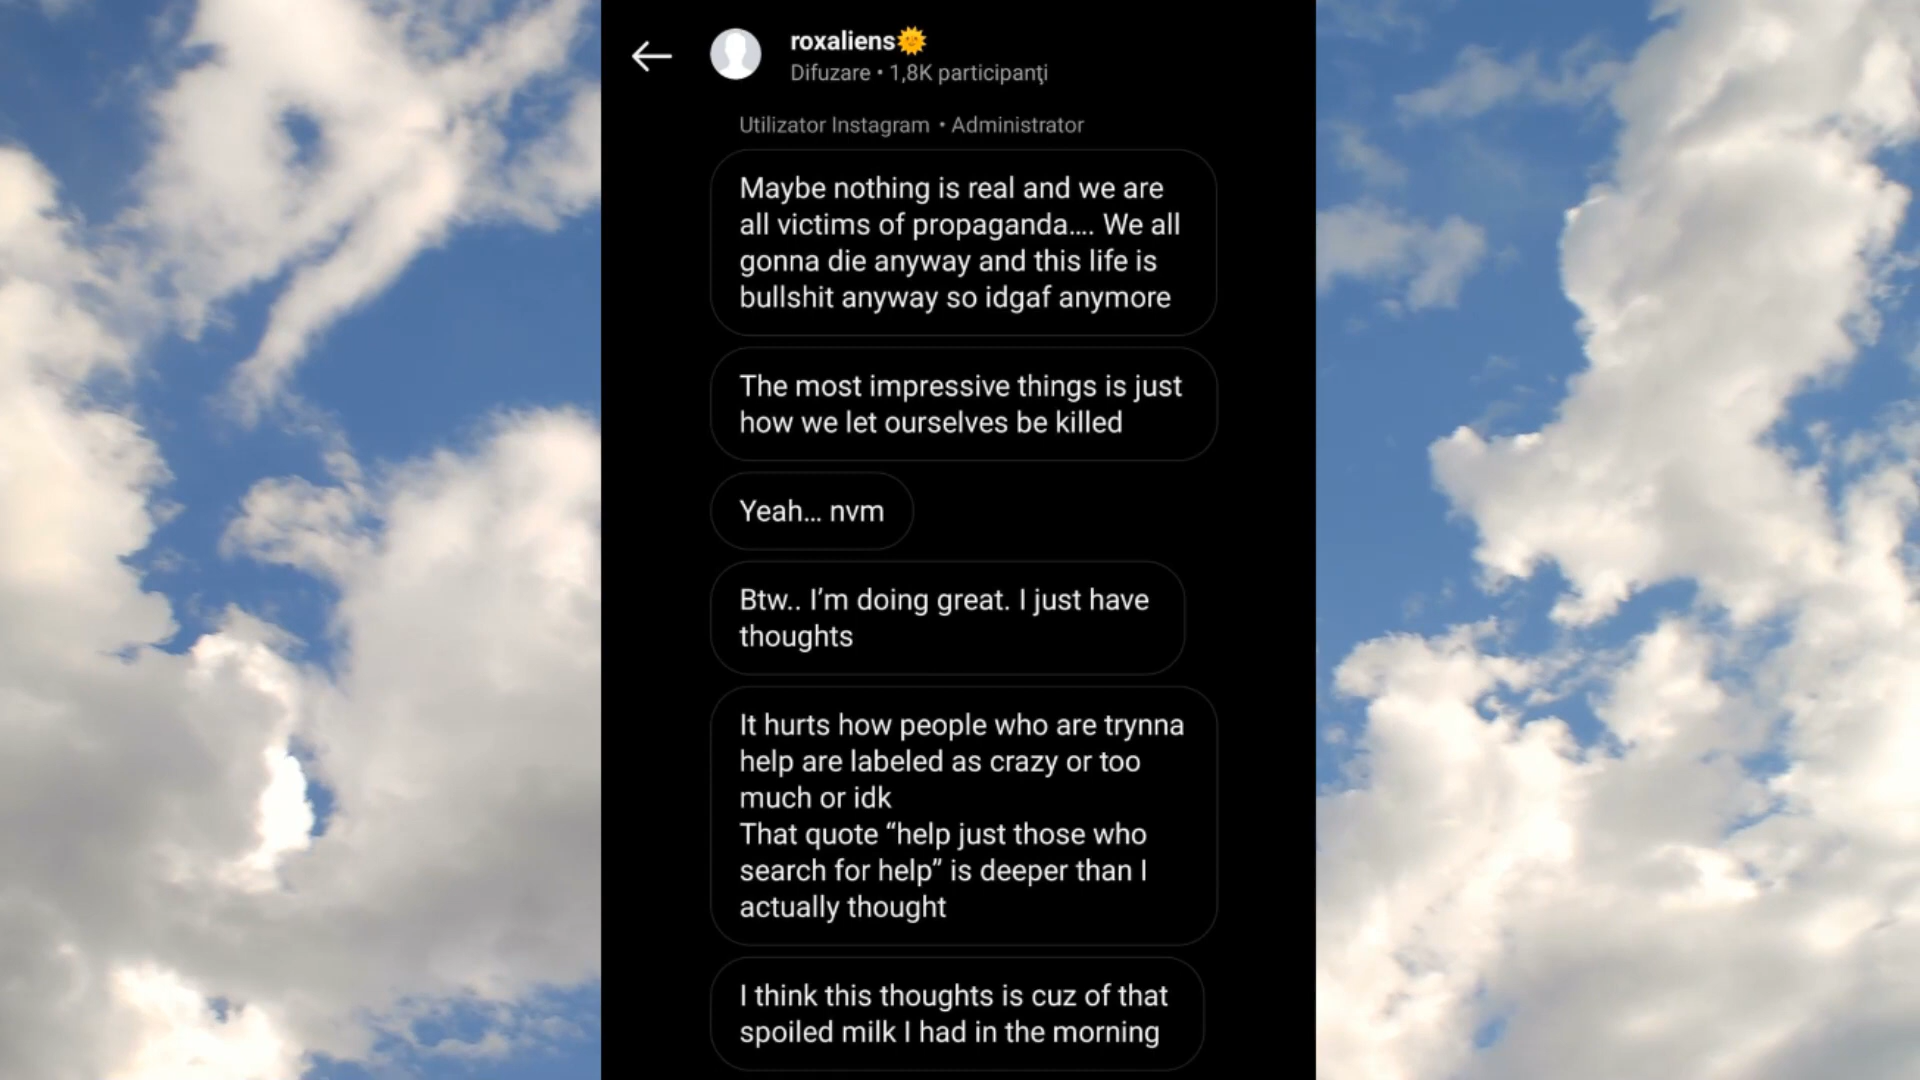 roxaliens🌞
Difuzare • 1,8K participanți
Utilizator Instagram • Administrator
Maybe nothing is real and we are
all victims of propaganda.... We all
gonna die anyway and this life is
bullshit anyway so idgaf anymore
The most impressive things is just
how we let ourselves be killed
Yeah... nvm
Btw.. I’m doing great. I just have
thoughts
It hurts how people who are trynna
help are labeled as crazy or too
much or idk
That quote “help just those who
search for help” is deeper than I
actually thought
I think this thoughts is cuz of that
spoiled milk I had in the morning